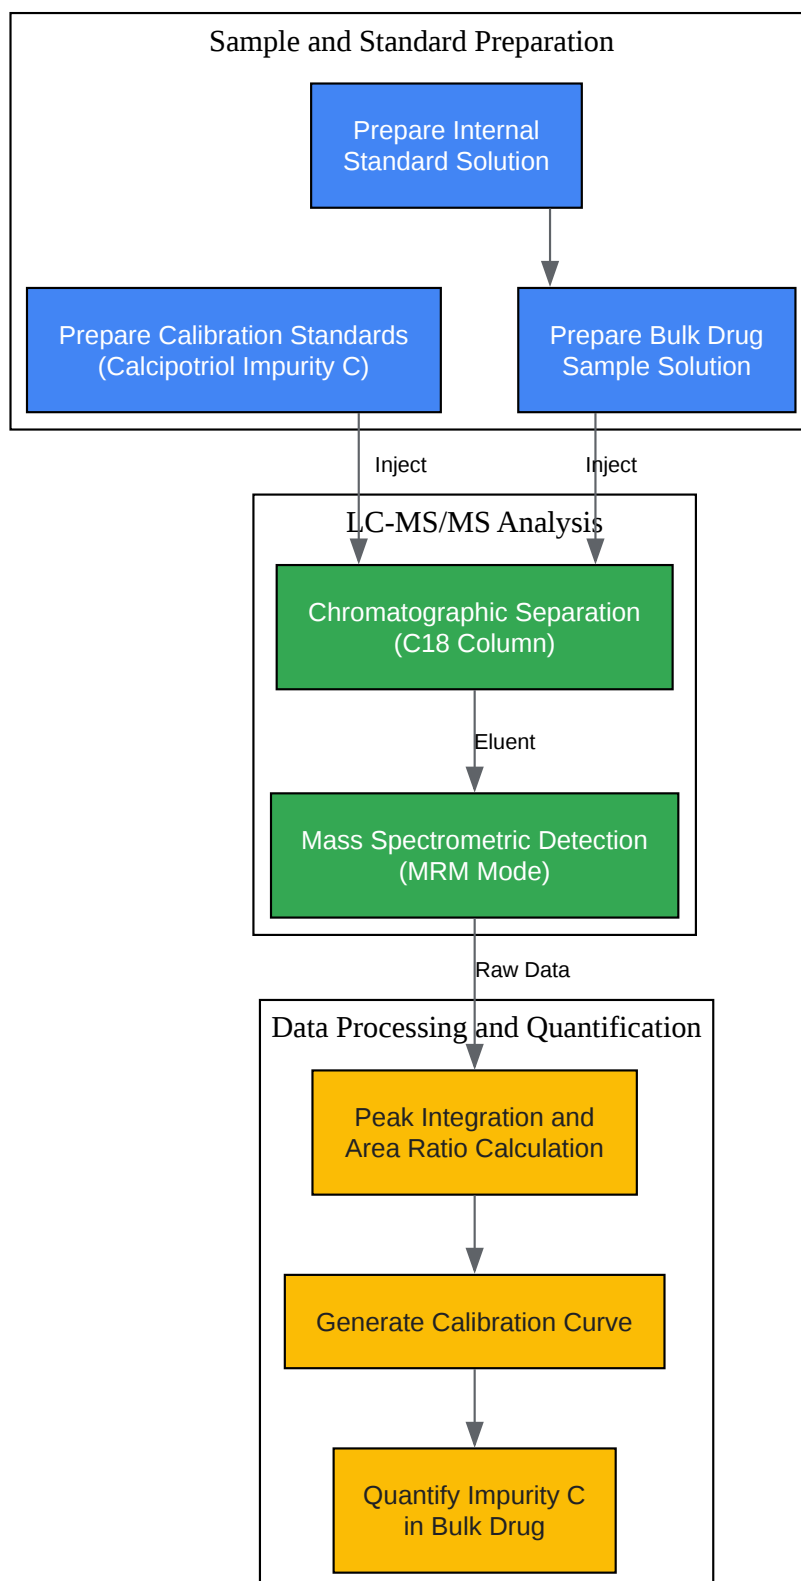 Sample and Standard Preparation
Prepare Internal
Standard Solution
Prepare Calibration Standards
(Calcipotriol Impurity C)
Prepare Bulk Drug
Sample Solution
Inject
Inject
LC-MS/MS Analysis
Chromatographic Separation
(C18 Column)
Eluent
Mass Spectrometric Detection
(MRM Mode)
Raw Data
Data Processing and Quantification
Peak Integration and
Area Ratio Calculation
Generate Calibration Curve
Quantify Impurity C
in Bulk Drug